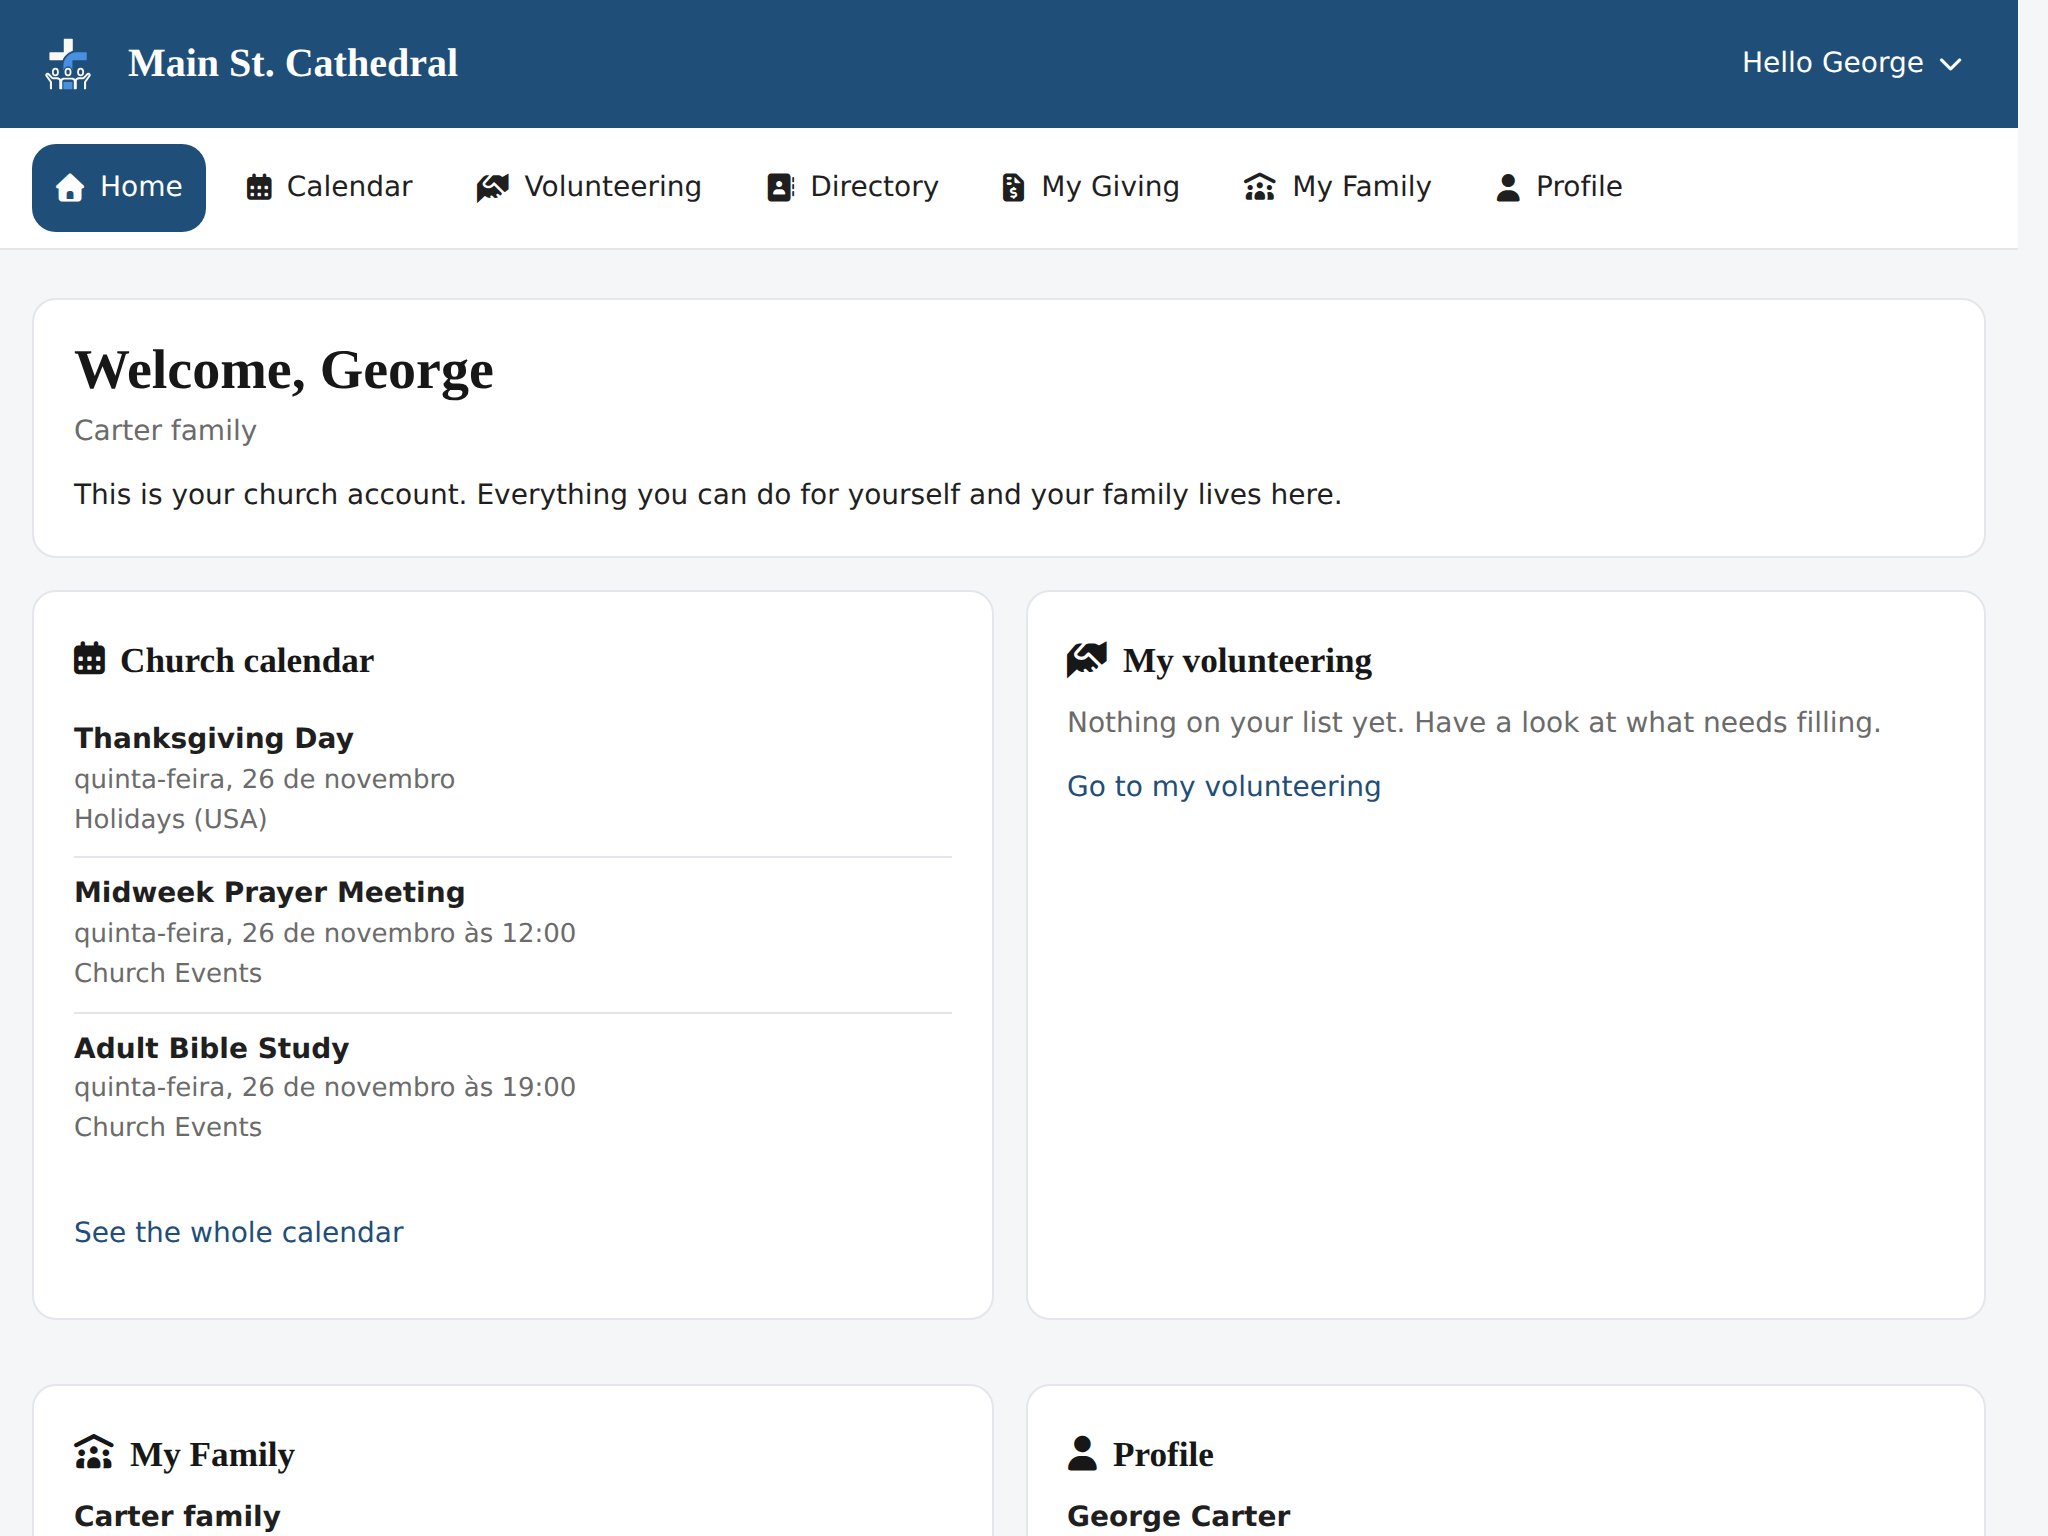 Main St. Cathedral
Hello George
Home
Calendar
Volunteering
Directory
My Giving
My Family
Profile
Welcome, George
Carter family
This is your church account. Everything you can do for yourself and your family lives here.
Church calendar
Thanksgiving Day
quinta-feira, 26 de novembro
Holidays (USA)
Midweek Prayer Meeting
quinta-feira, 26 de novembro às 12:00
Church Events
Adult Bible Study
quinta-feira, 26 de novembro às 19:00
Church Events
See the whole calendar
My volunteering
Nothing on your list yet. Have a look at what needs filling.
Go to my volunteering
My Family
Carter family
Profile
George Carter